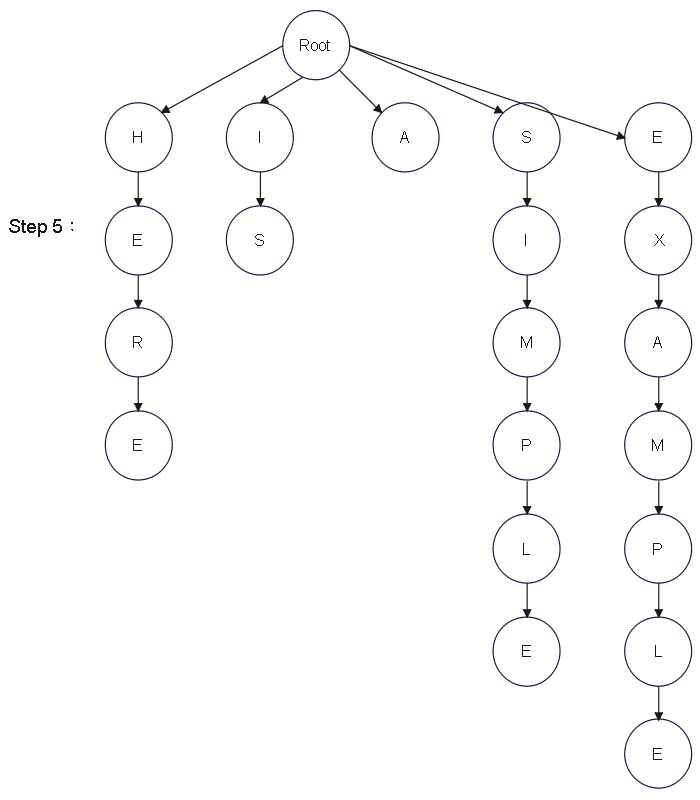 Root
H I A S E
Step 5：
E S I X
R M A
E P M
L P
E L
E